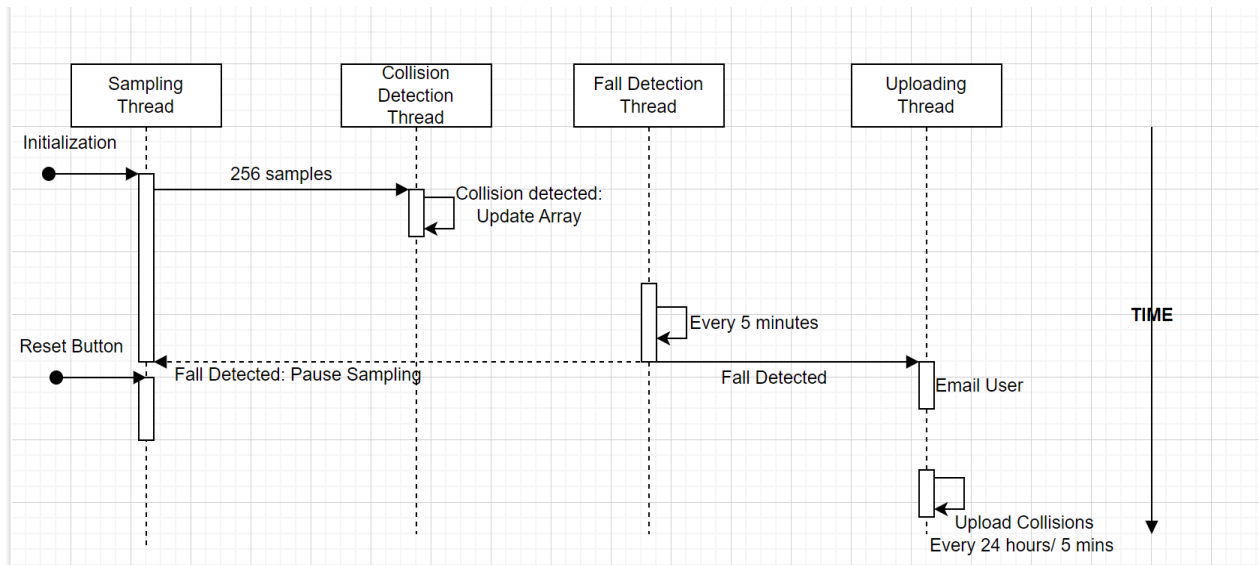 Sampling
Thread
Collision
Detection
Thread
Fall Detection
Thread
Uploading
Thread
Initialization
256 samples
Collision detected:
Update Array
TIME
Every 5 minutes
Reset Button
Fall Detected: Pause Sampling
Fall Detected
Email User
Upload Collisions
Every 24 hours/ 5 mins